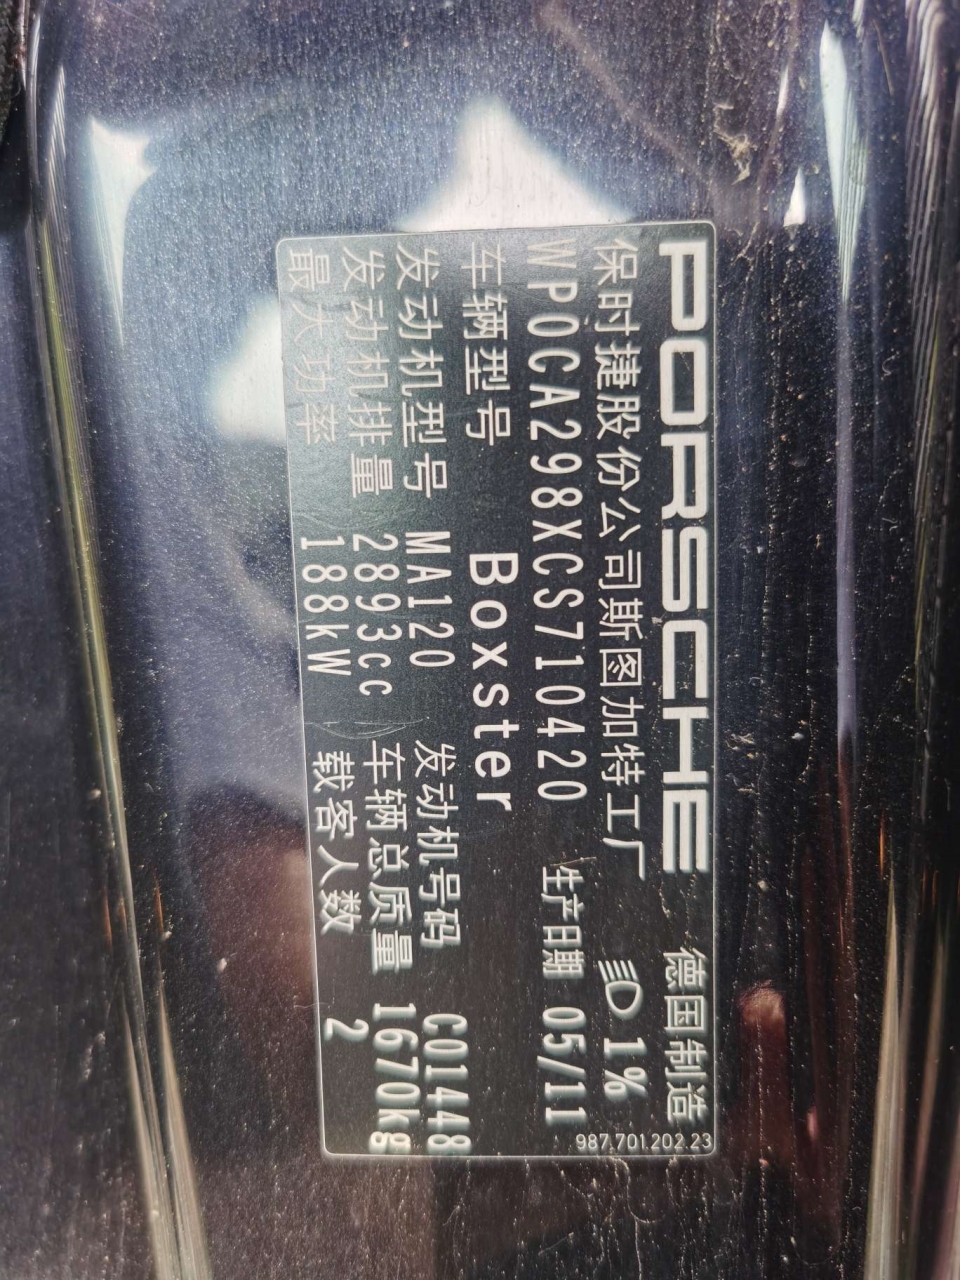 PORSCHE 德国制造
保时捷股份公司斯图加特工厂 1%
WP0CA298XCS710420 生产日期 05/11
车辆型号 Boxster
发动机型号 MA120 发动机号码 C01448
发动机排量 2893cc 车辆总质量 1670kg
最大功率 188kW 载客人数 2
987.701.202.23